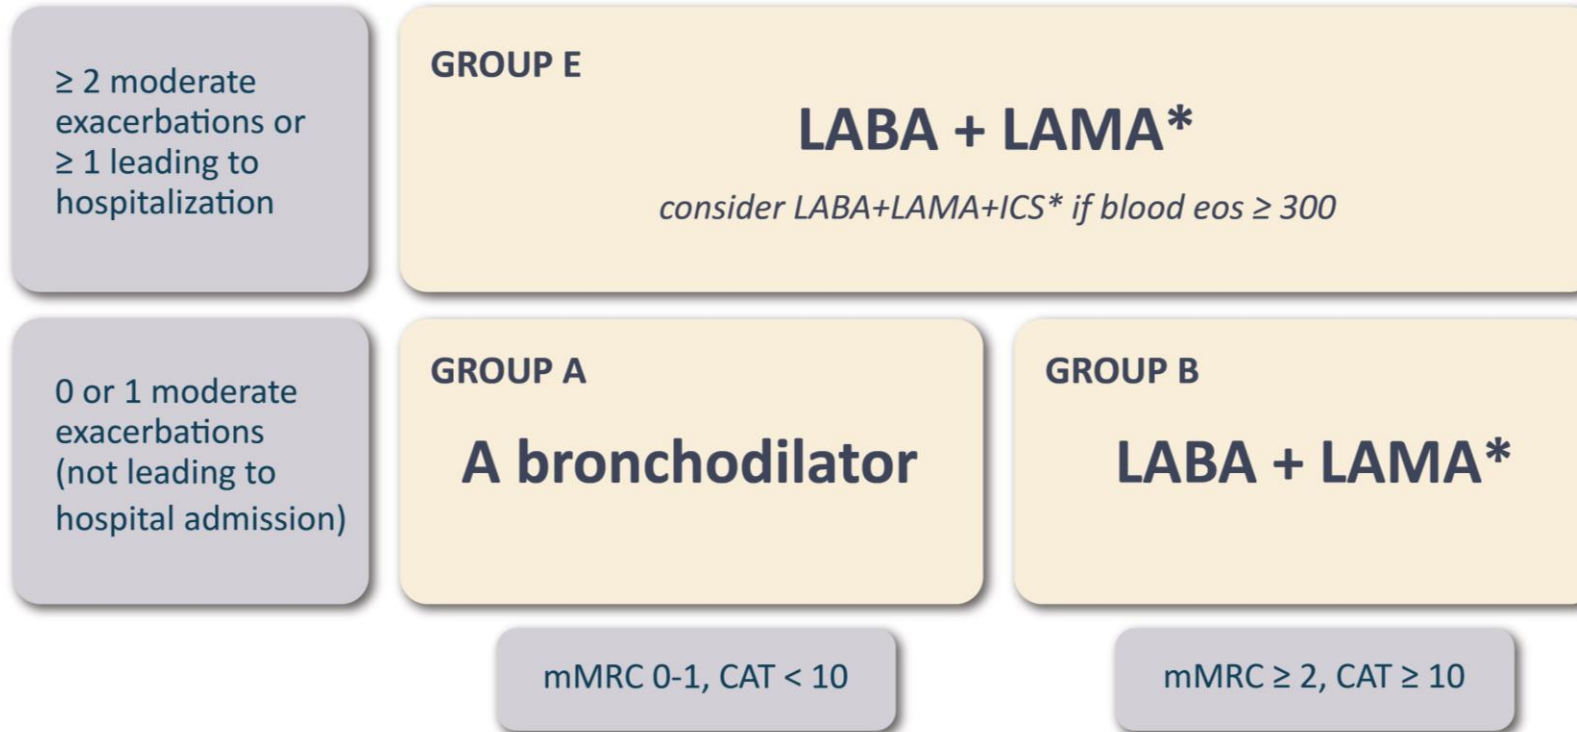 ≥ 2 moderate
exacerbations or
≥ 1 leading to
hospitalization
GROUP E
LABA + LAMA*
consider LABA+LAMA+ICS* if blood eos ≥ 300
0 or 1 moderate
exacerbations
(not leading to
hospital admission)
GROUP A
A bronchodilator
GROUP B
LABA + LAMA*
mMRC 0-1, CAT < 10
mMRC ≥ 2, CAT ≥ 10